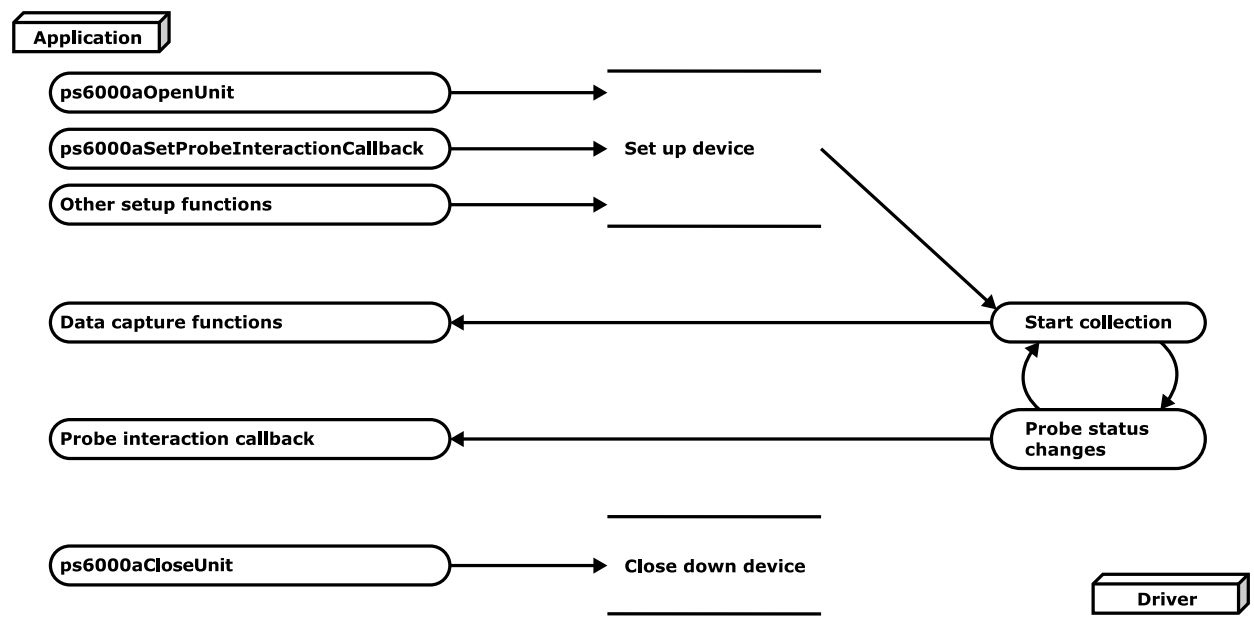 Application
ps6000aOpenUnit
ps6000aSetProbeInteractionCallback
Set up device
Other setup functions
Data capture functions
Start collection
Probe interaction callback
Probe status
changes
ps6000aCloseUnit
Close down device
Driver